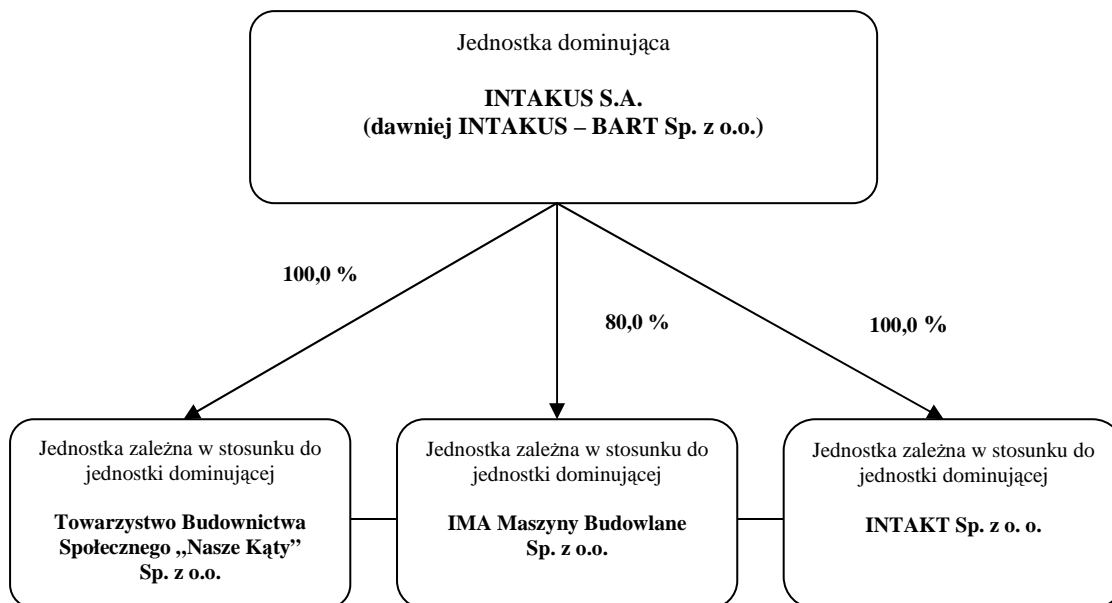 Jednostka dominująca
INTAKUS S.A.
(dawniej INTAKUS – BART Sp. z o.o.)
100,0 %
80,0 %
100,0 %
Jednostka zależna w stosunku do
jednostki dominującej
Towarzystwo Budownictwa
Społecznego „Nasze Kąty”
Sp. z o.o.
Jednostka zależna w stosunku do
jednostki dominującej
IMA Maszyny Budowlane
Sp. z o.o.
Jednostka zależna w stosunku do
jednostki dominującej
INTAKT Sp. z o. o.